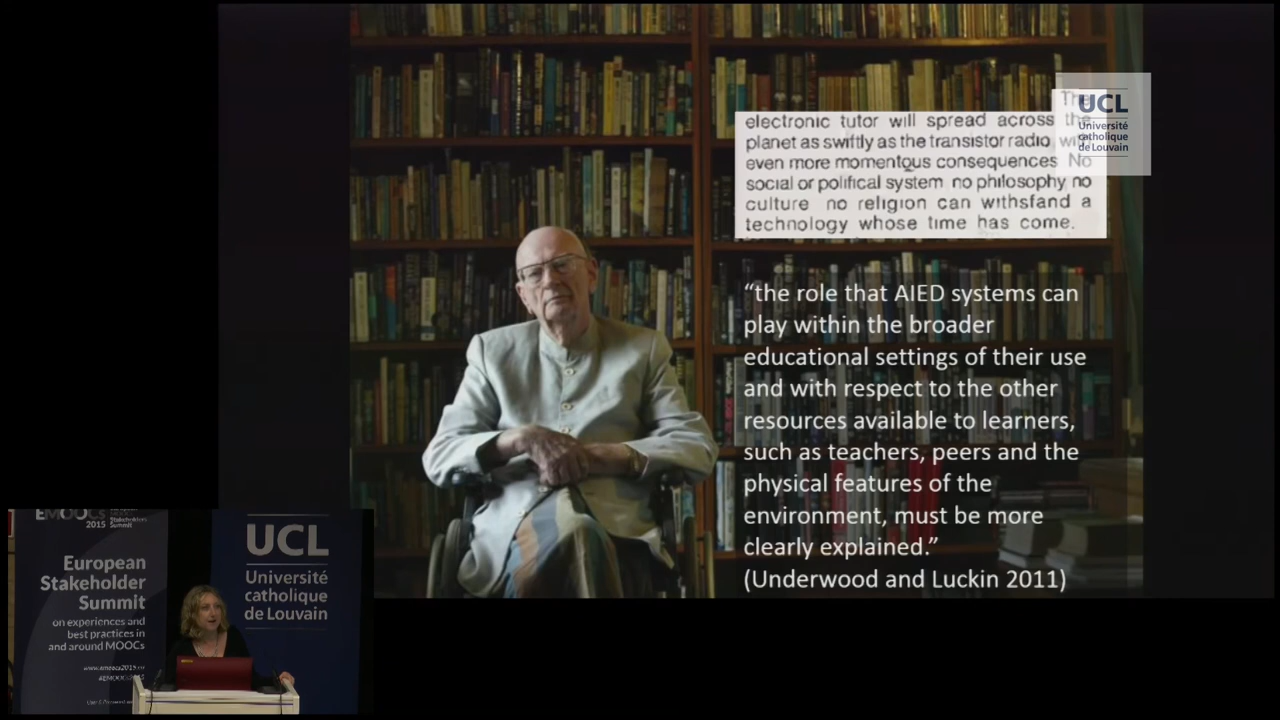 The
electronic tutor will spread across the
planet as swiftly as the transistor radio with
even more momentous consequences No
social or political system no philosophy no
culture no religion can withstand a
technology whose time has come.
UCL
Université
catholique
de Louvain
“the role that AIED systems can
play within the broader
educational settings of their use
and with respect to the other
resources available to learners,
such as teachers, peers and the
physical features of the
environment, must be more
clearly explained.”
(Underwood and Luckin 2011)
EMOOCs
2015
Stakeholders
Summit
European
Stakeholder
Summit
on experiences and
best practices in
and around MOOCs
UCL
Université
catholique
de Louvain